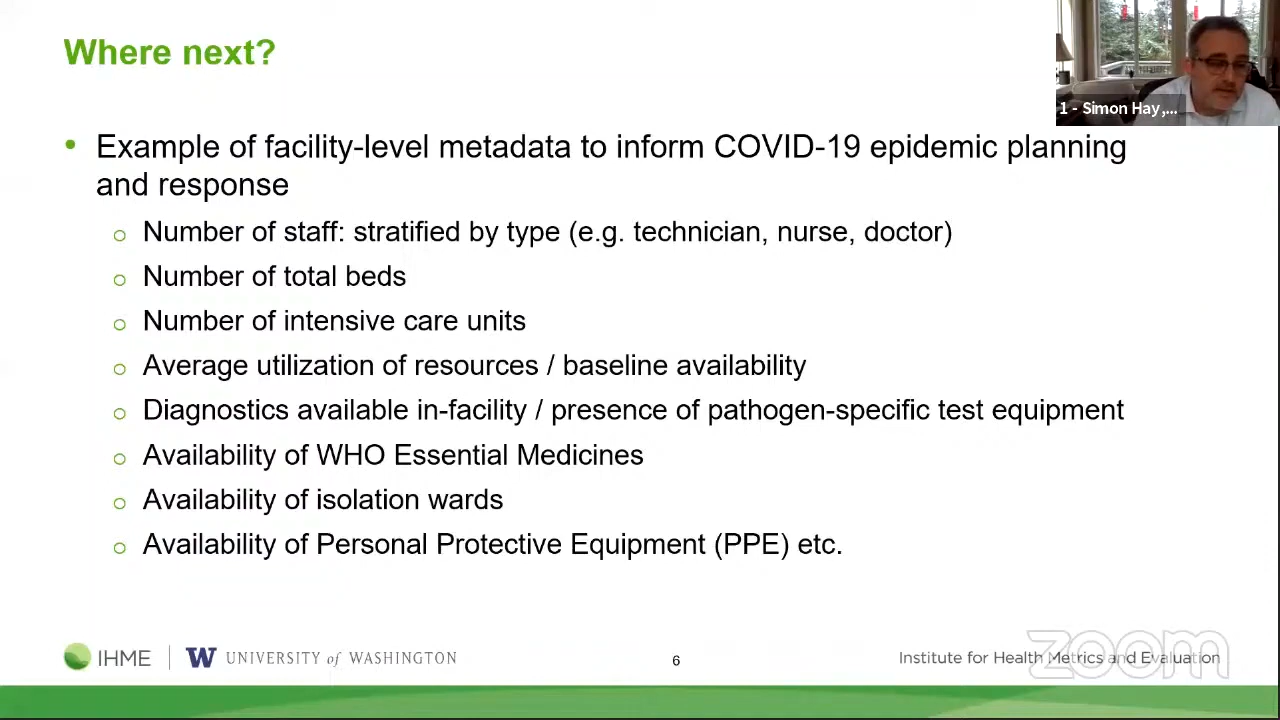 Where next?
1 - Simon Hay,...
• Example of facility-level metadata to inform COVID-19 epidemic planning
and response
o Number of staff: stratified by type (e.g. technician, nurse, doctor)
o Number of total beds
o Number of intensive care units
o Average utilization of resources / baseline availability
o Diagnostics available in-facility / presence of pathogen-specific test equipment
o Availability of WHO Essential Medicines
o Availability of isolation wards
o Availability of Personal Protective Equipment (PPE) etc.
IHME | W UNIVERSITY of WASHINGTON
6
Institute for Health Metrics and Evaluation
zoom